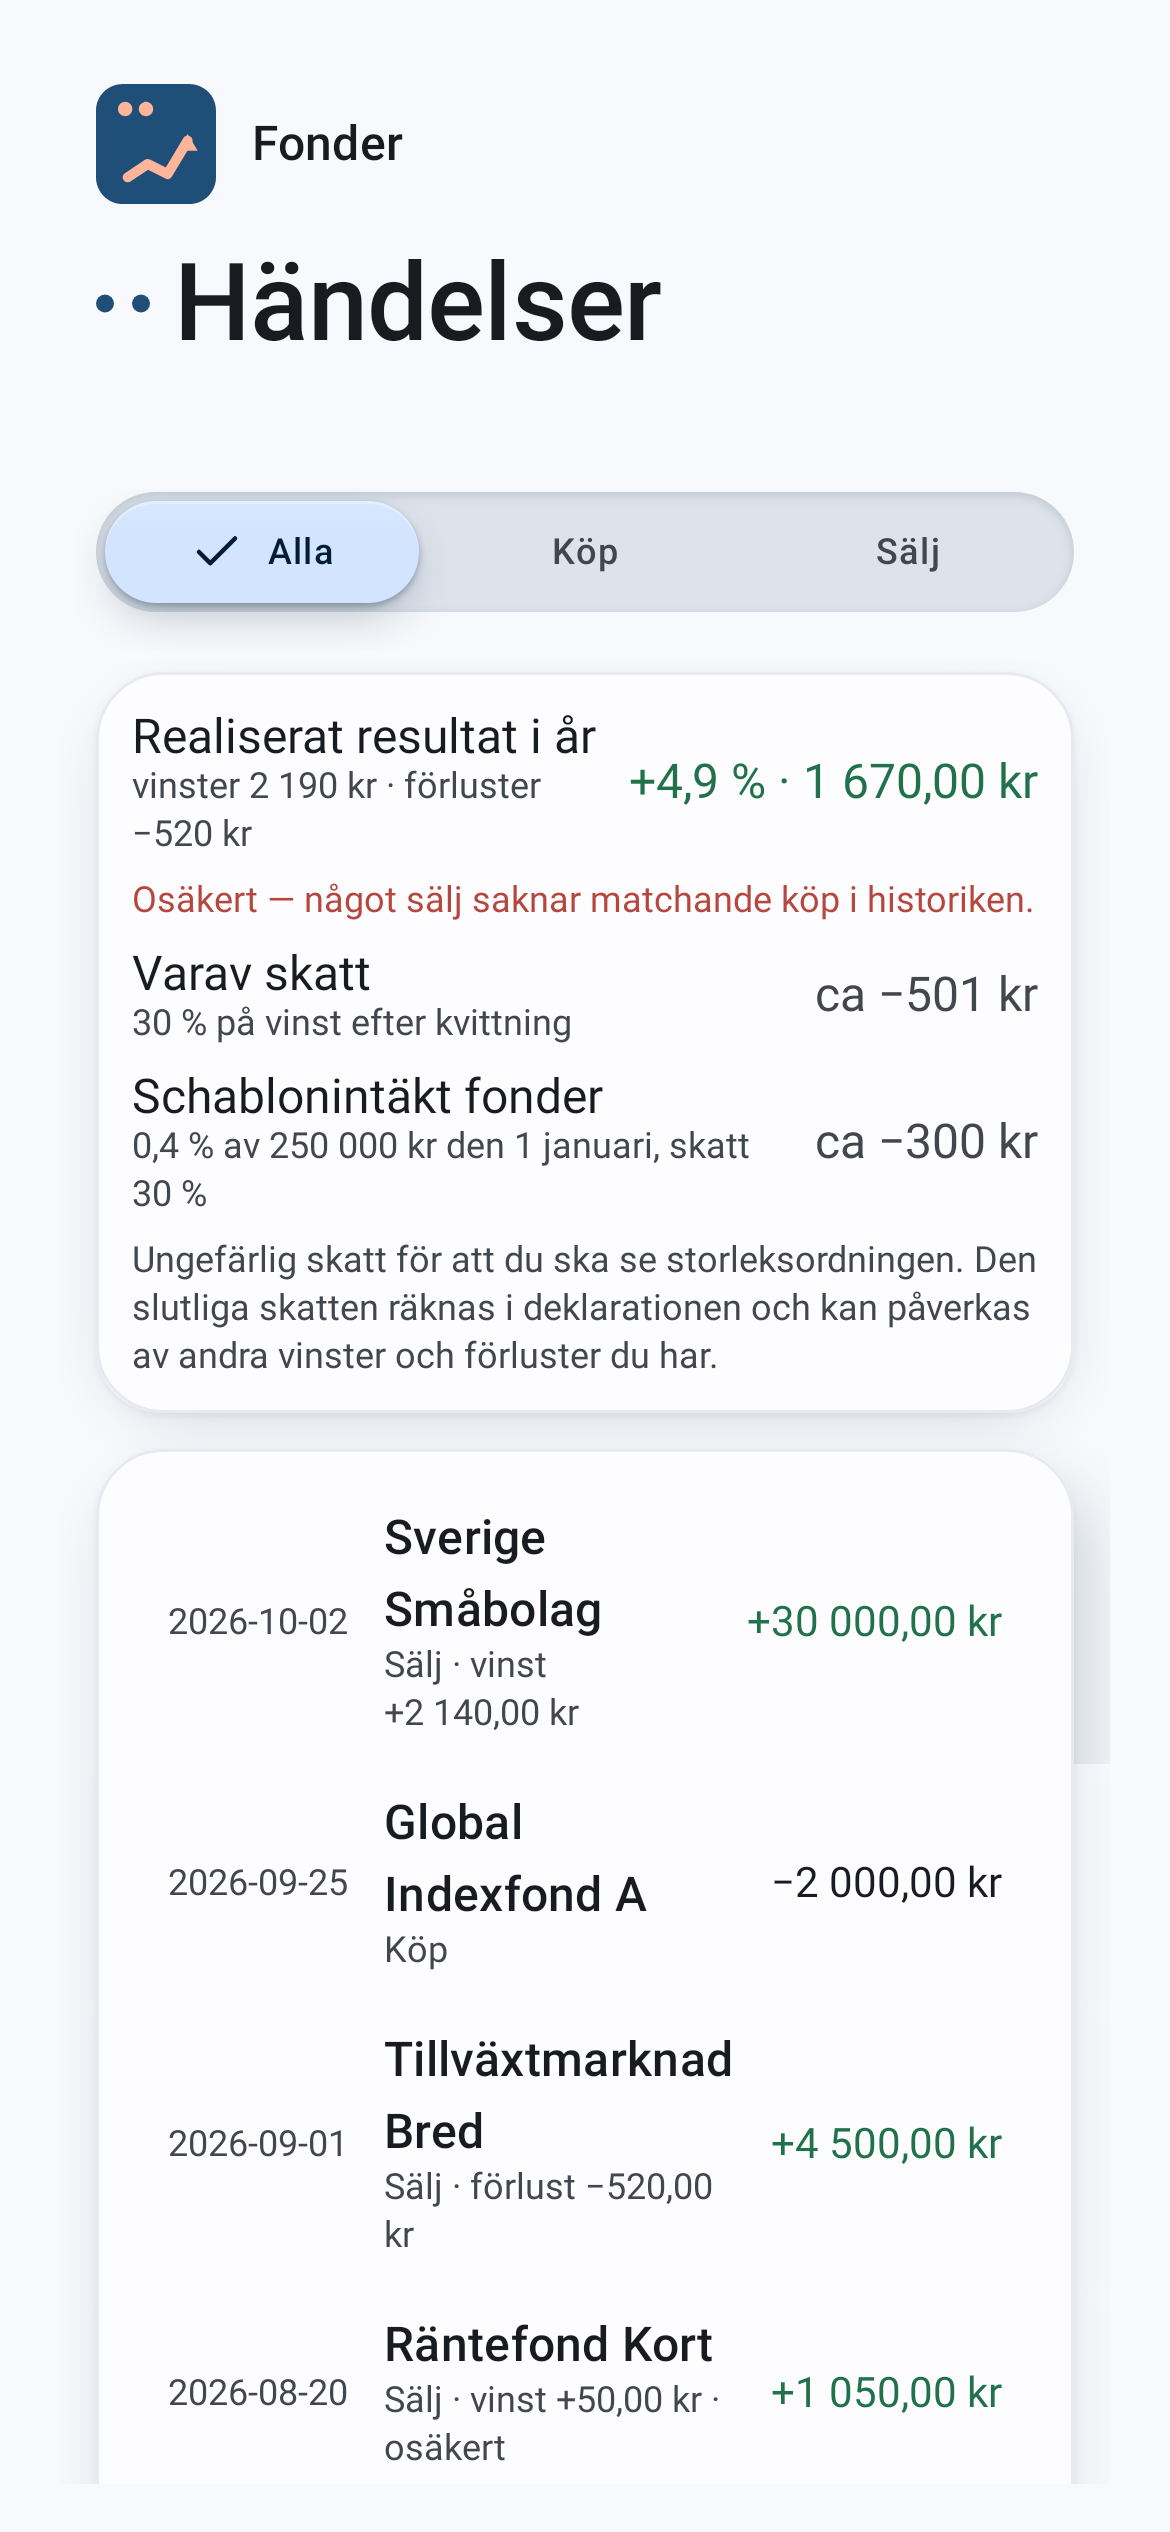 Fonder
Händelser
Alla
Köp
Sälj
Realiserat resultat i år
vinster 2 190 kr · förluster
−520 kr
+4,9 % · 1 670,00 kr
Osäkert — något sälj saknar matchande köp i historiken.
Varav skatt
30 % på vinst efter kvittning
ca −501 kr
Schablonintäkt fonder
0,4 % av 250 000 kr den 1 januari, skatt
30 %
ca −300 kr
Ungefärlig skatt för att du ska se storleksordningen. Den
slutliga skatten räknas i deklarationen och kan påverkas
av andra vinster och förluster du har.
2026-10-02
Sverige
Småbolag
Sälj · vinst
+2 140,00 kr
+30 000,00 kr
2026-09-25
Global
Indexfond A
Köp
−2 000,00 kr
2026-09-01
Tillväxtmarknad
Bred
Sälj · förlust −520,00
kr
+4 500,00 kr
2026-08-20
Räntefond Kort
Sälj · vinst +50,00 kr ·
osäkert
+1 050,00 kr